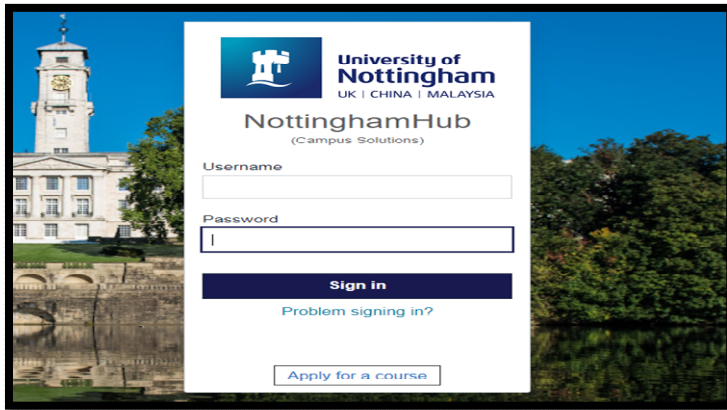 University of
Nottingham
UK | CHINA | MALAYSIA
NottinghamHub
(Campus Solutions)
Username
Password
Sign in
Problem signing in?
Apply for a course